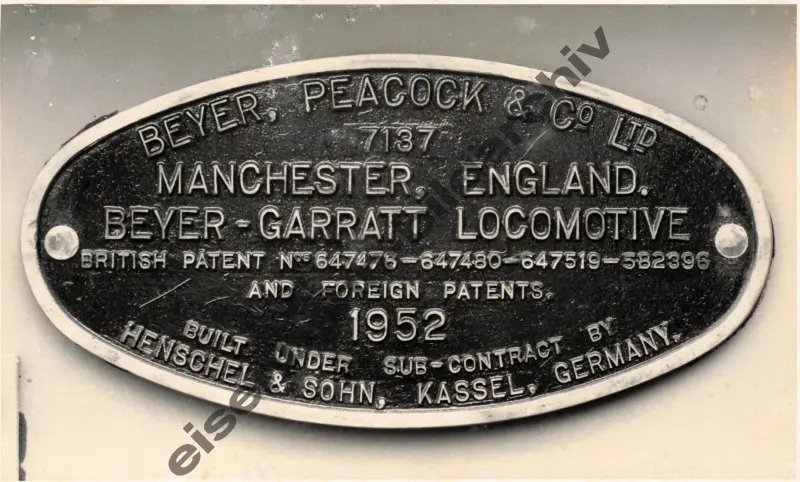 BEYER, PEACOCK & Cº LTD
7137
MANCHESTER, ENGLAND.
BEYER-GARRATT LOCOMOTIVE
BRITISH PATENT Nos 647476-647480-647519-582396
AND FOREIGN PATENTS.
1952
BUILT UNDER SUB-CONTRACT BY
HENSCHEL & SOHN, KASSEL, GERMANY.